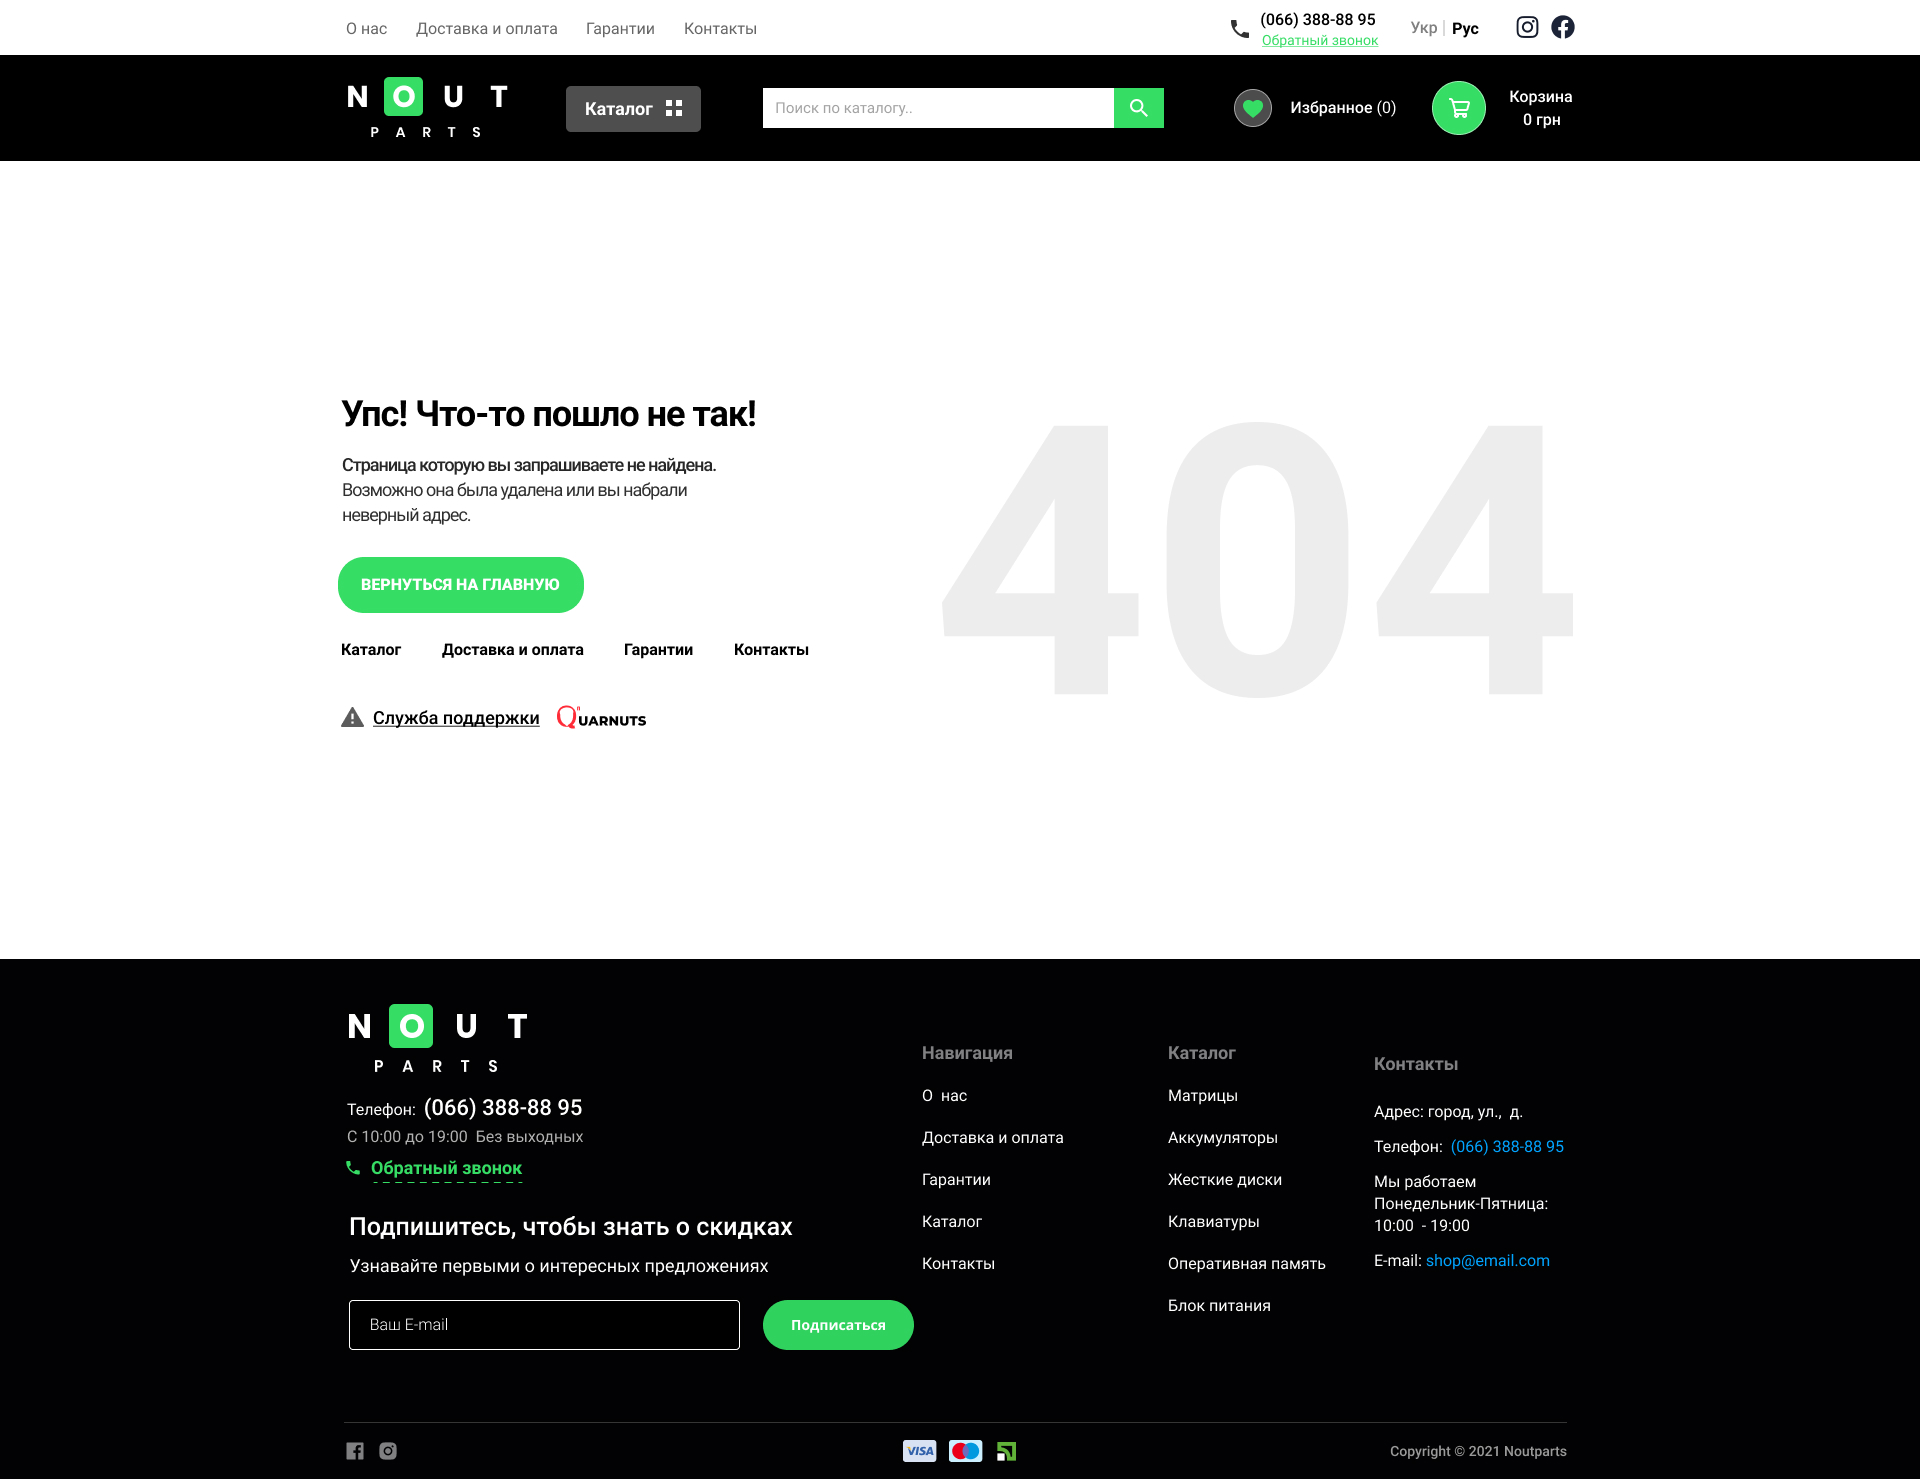 О нас Доставка и оплата Гарантии Контакты
(066) 388-88 95
Обратный звонок
Укр | Рус
NOUT
PARTS
Каталог
Поиск по каталогу..
Избранное (0)
Корзина
0 грн
Упс! Что-то пошло не так!
Страница которую вы запрашиваете не найдена.
Возможно она была удалена или вы набрали
неверный адрес.
ВЕРНУТЬСЯ НА ГЛАВНУЮ
Каталог Доставка и оплата Гарантии Контакты
Служба поддержки QUARNUTS
404
NOUT
PARTS
Телефон: (066) 388-88 95
С 10:00 до 19:00 Без выходных
Обратный звонок
Подпишитесь, чтобы знать о скидках
Узнавайте первыми о интересных предложениях
Ваш E-mail
Подписаться
Навигация
О нас
Доставка и оплата
Гарантии
Каталог
Контакты
Каталог
Матрицы
Аккумуляторы
Жесткие диски
Клавиатуры
Оперативная память
Блок питания
Контакты
Адрес: город, ул., д.
Телефон: (066) 388-88 95
Мы работаем
Понедельник-Пятница:
10:00 - 19:00
E-mail: shop@email.com
VISA
Copyright © 2021 Noutparts